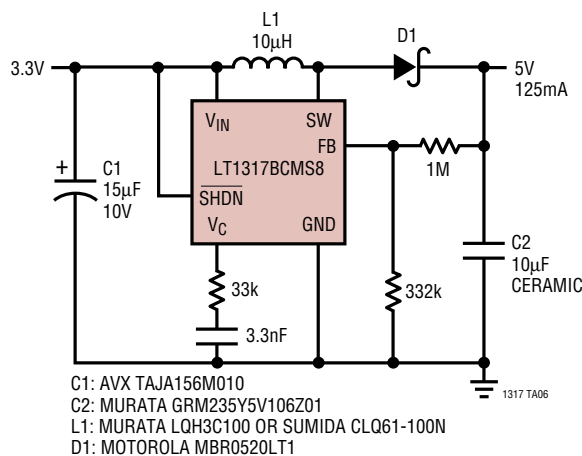 L1
10µH
D1
3.3V
5V
125mA
VIN
SW
FB
LT1317BCMS8
1M
SHDN
VC
GND
+
C1
15µF
10V
C2
10µF
CERAMIC
33k
332k
3.3nF
1317 TA06
C1: AVX TAJA156M010
C2: MURATA GRM235Y5V106Z01
L1: MURATA LQH3C100 OR SUMIDA CLQ61-100N
D1: MOTOROLA MBR0520LT1